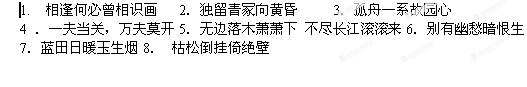 1. 相逢何必曾相识画 2. 独留青冢向黄昏 3. 孤舟一系故园心
4 ．一夫当关，万夫莫开 5．无边落木萧萧下 不尽长江滚滚来 6．别有幽愁暗恨生
7．蓝田日暖玉生烟 8． 枯松倒挂倚绝壁